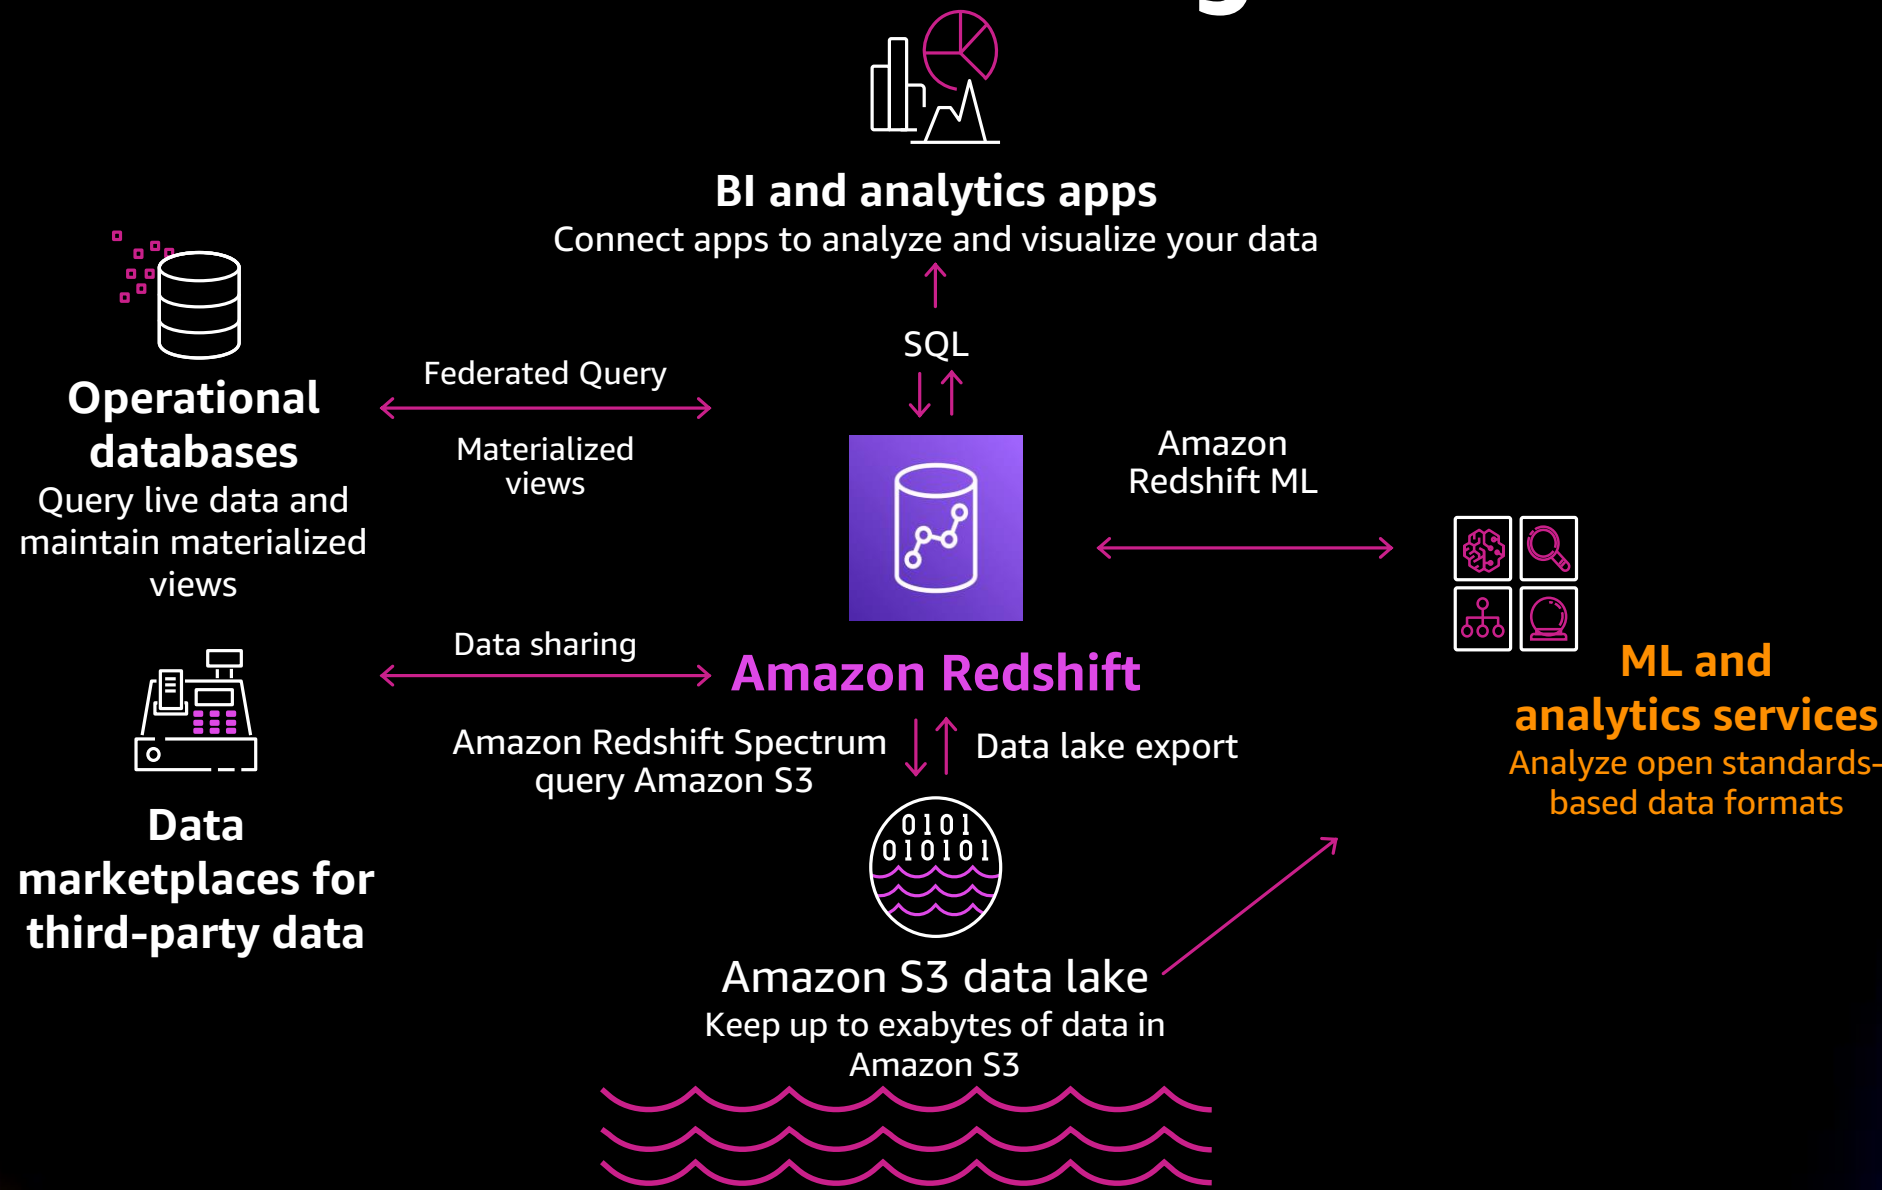 BI and analytics apps
Connect apps to analyze and visualize your data
SQL
Operational
databases
Query live data and
maintain materialized
views
Federated Query
Materialized
views
Amazon
Redshift ML
Data sharing
Amazon Redshift
ML and
analytics services
Analyze open standards-
based data formats
Amazon Redshift Spectrum
query Amazon S3
Data lake export
Data
marketplaces for
third-party data
0101
010101
Amazon S3 data lake
Keep up to exabytes of data in
Amazon S3